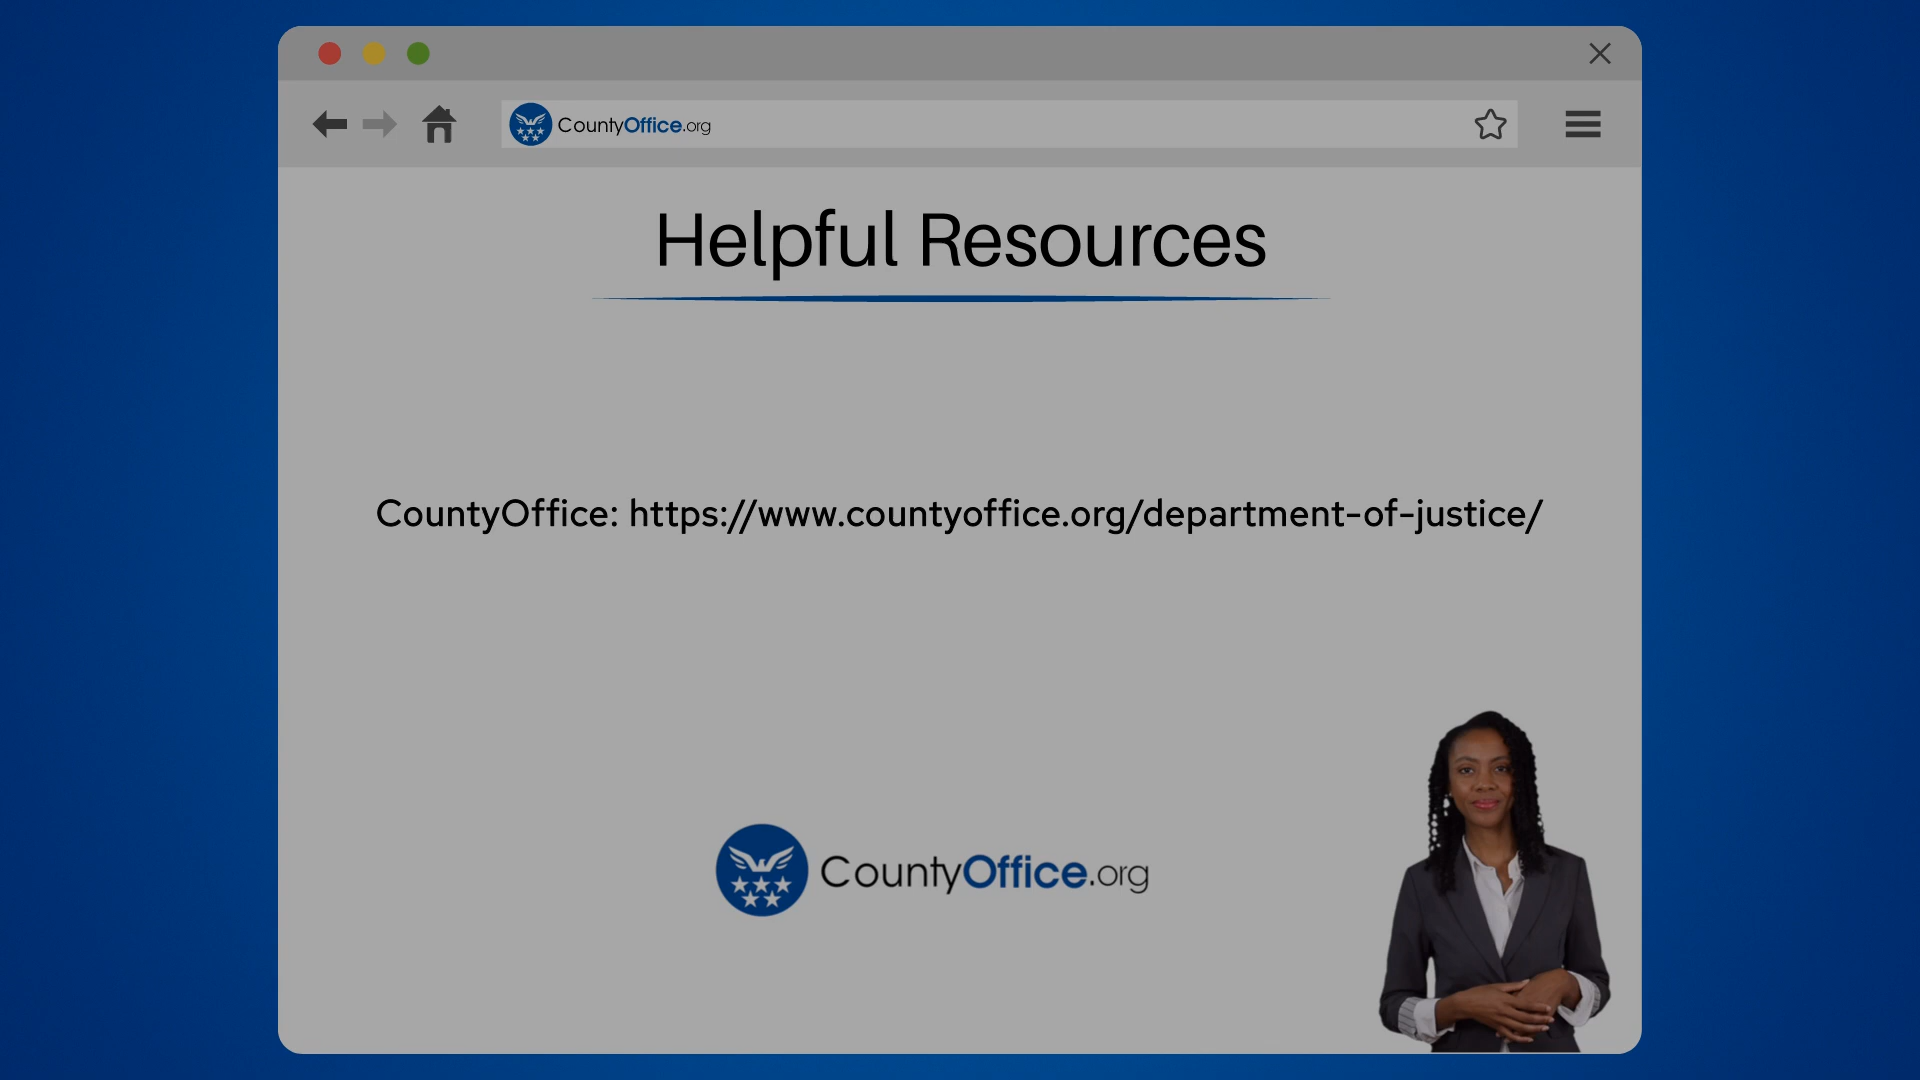 CountyOffice.org
Helpful Resources
CountyOffice: https://www.countyoffice.org/department-of-justice/
CountyOffice.org